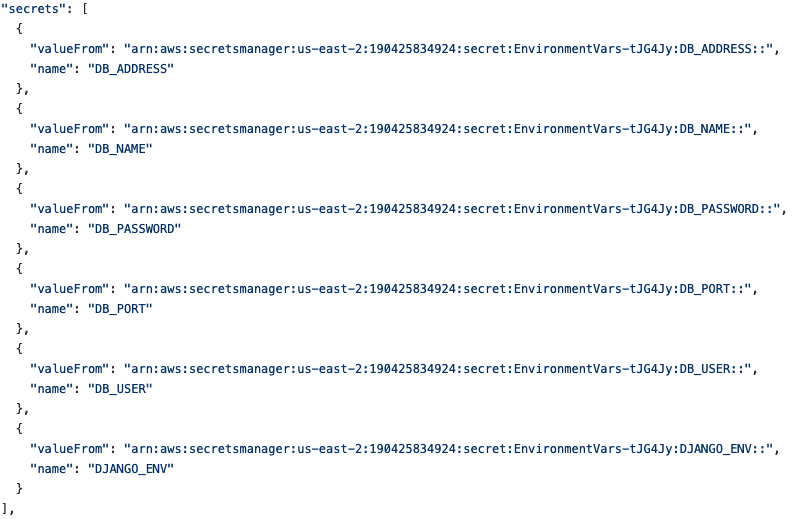 "secrets": [
{
"valueFrom": "arn:aws:secretsmanager:us-east-2:190425834924:secret:EnvironmentVars-tJG4Jy:DB_ADDRESS::",
"name": "DB_ADDRESS"
},
{
"valueFrom": "arn:aws:secretsmanager:us-east-2:190425834924:secret:EnvironmentVars-tJG4Jy:DB_NAME::",
"name": "DB_NAME"
},
{
"valueFrom": "arn:aws:secretsmanager:us-east-2:190425834924:secret:EnvironmentVars-tJG4Jy:DB_PASSWORD::",
"name": "DB_PASSWORD"
},
{
"valueFrom": "arn:aws:secretsmanager:us-east-2:190425834924:secret:EnvironmentVars-tJG4Jy:DB_PORT::",
"name": "DB_PORT"
},
{
"valueFrom": "arn:aws:secretsmanager:us-east-2:190425834924:secret:EnvironmentVars-tJG4Jy:DB_USER::",
"name": "DB_USER"
},
{
"valueFrom": "arn:aws:secretsmanager:us-east-2:190425834924:secret:EnvironmentVars-tJG4Jy:DJANGO_ENV::",
"name": "DJANGO_ENV"
}
],